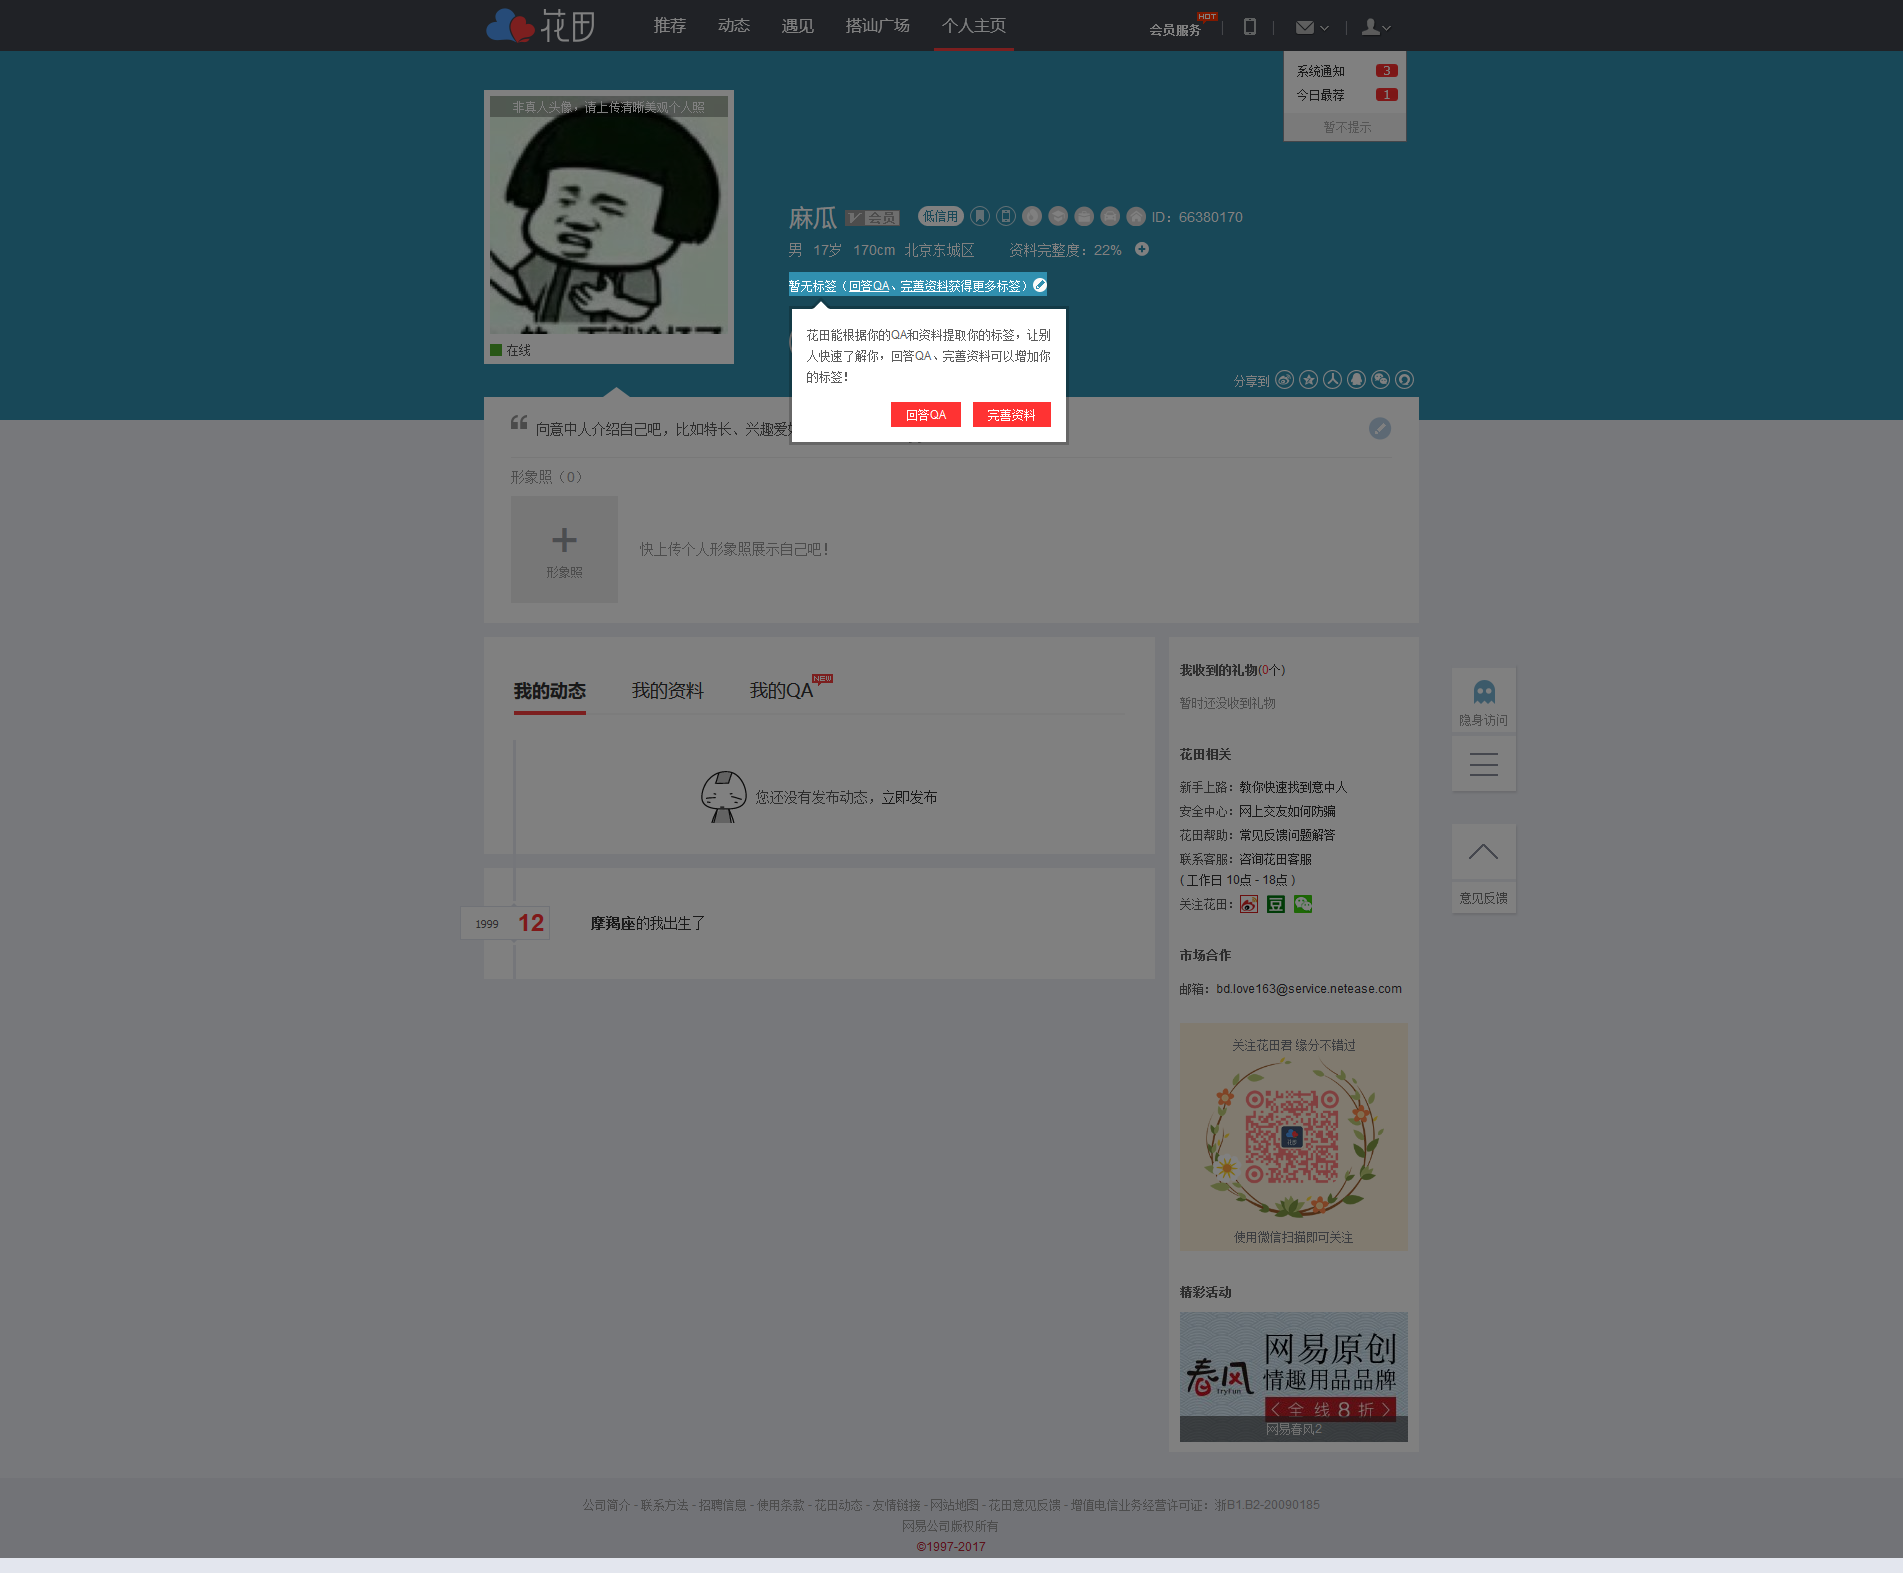 花田
推荐
动态
遇见
搭讪广场
个人主页
会员服务
HOT
系统通知 3
今日最荐 1
暂不提示
非真人头像，请上传清晰美观个人照
在线
麻瓜 V 会员 低信用 ID：66380170
男 17岁 170cm 北京东城区 资料完整度：22%
暂无标签（回答QA、完善资料获得更多标签）
花田能根据你的QA和资料提取你的标签，让别
人快速了解你，回答QA、完善资料可以增加你
的标签！
回答QA 完善资料
分享到
向意中人介绍自己吧，比如特长、兴趣爱
形象照（0）
形象照
快上传个人形象照展示自己吧！
我的动态 我的资料 我的QA NEW
您还没有发布动态，立即发布
1999 12 摩羯座的我出生了
我收到的礼物(0个)
暂时还没收到礼物
花田相关
新手上路：教你快速找到意中人
安全中心：网上交友如何防骗
花田帮助：常见反馈问题解答
联系客服：咨询花田客服
( 工作日 10点 - 18点 )
关注花田： 豆
市场合作
邮箱：bd.love163@service.netease.com
关注花田君 缘分不错过
使用微信扫描即可关注
精彩活动
网易原创
春风 TryFun 情趣用品品牌
全线8折
网易春风2
隐身访问
意见反馈
公司简介 - 联系方法 - 招聘信息 - 使用条款 - 花田动态 - 友情链接 - 网站地图 - 花田意见反馈 - 增值电信业务经营许可证：浙B1.B2-20090185
网易公司版权所有
©1997-2017